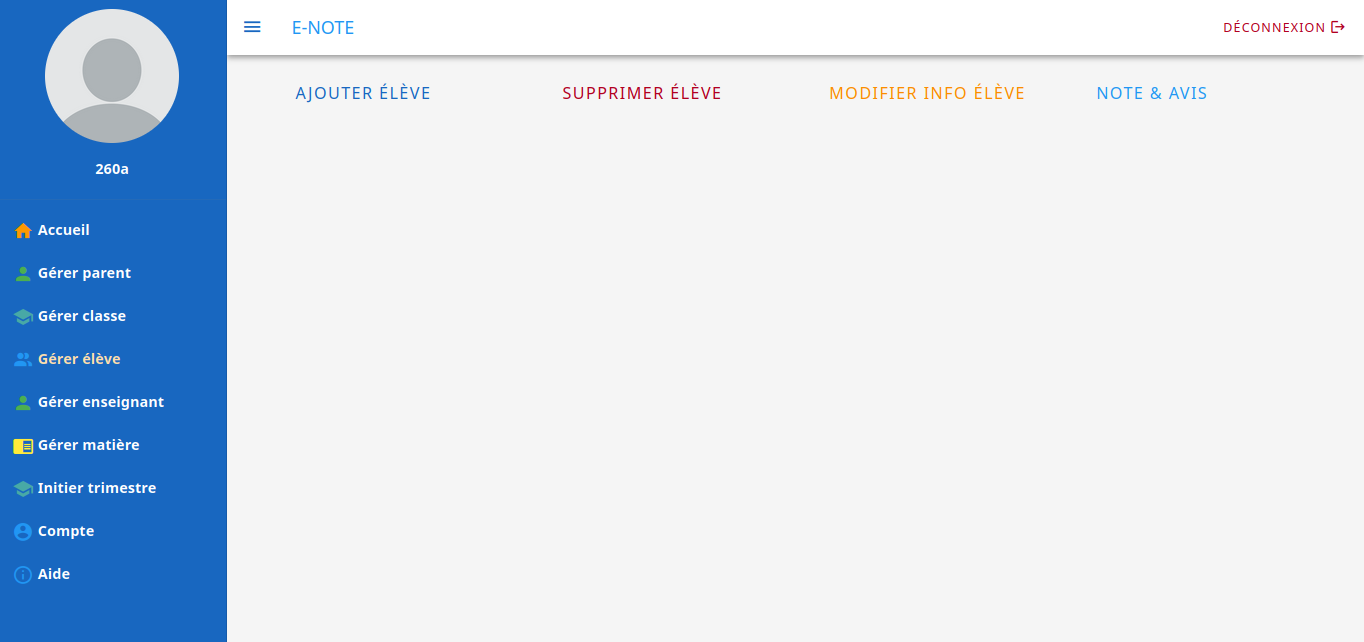 E-NOTE
DÉCONNEXION
260a
Accueil
Gérer parent
Gérer classe
Gérer élève
Gérer enseignant
Gérer matière
Initier trimestre
Compte
Aide
AJOUTER ÉLÈVE
SUPPRIMER ÉLÈVE
MODIFIER INFO ÉLÈVE
NOTE & AVIS